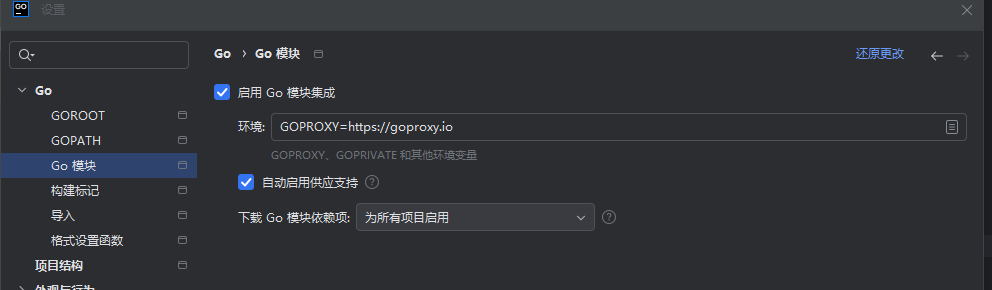 GO 设置
Go › Go 模块 还原更改
Go
GOROOT
GOPATH
Go 模块
构建标记
导入
格式设置函数
项目结构
外观与行为
启用 Go 模块集成
环境: GOPROXY=https://goproxy.io
GOPROXY、GOPRIVATE 和其他环境变量
自动启用供应支持 ?
下载 Go 模块依赖项: 为所有项目启用 ?